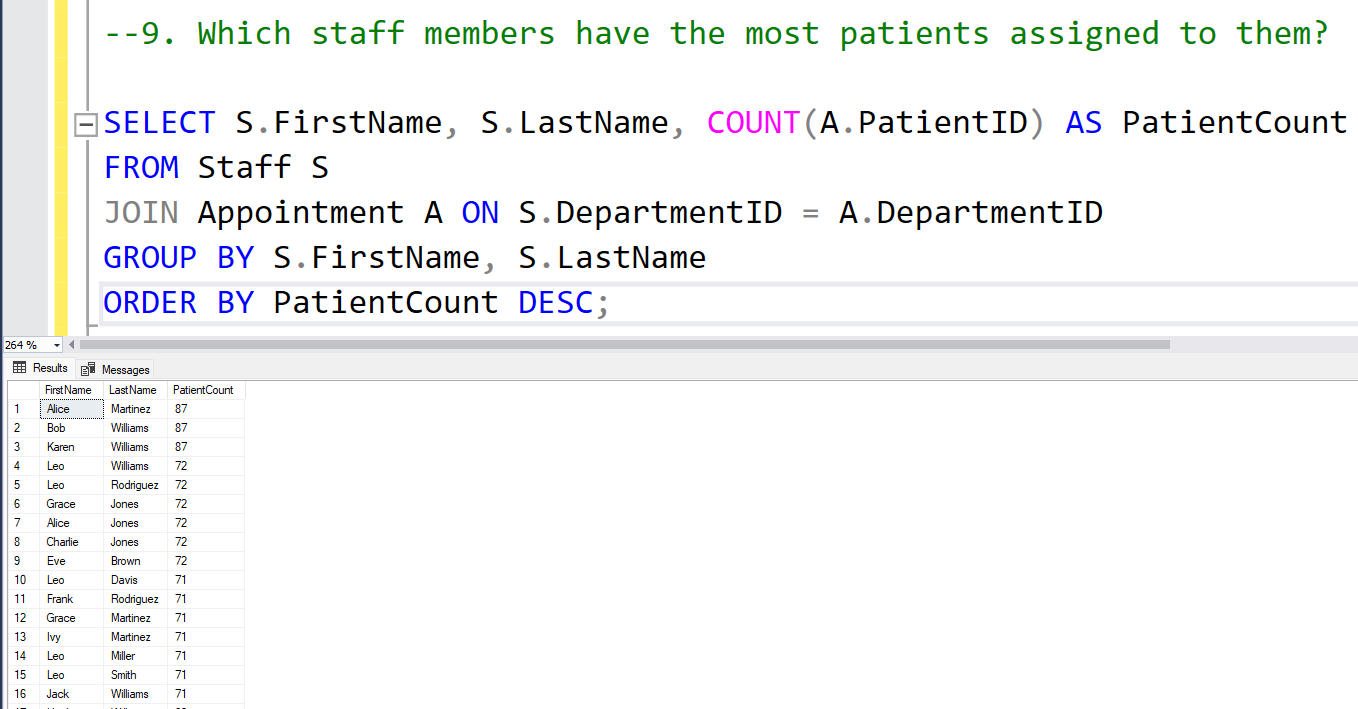 --9. Which staff members have the most patients assigned to them?
SELECT S.FirstName, S.LastName, COUNT(A.PatientID) AS PatientCount
FROM Staff S
JOIN Appointment A ON S.DepartmentID = A.DepartmentID
GROUP BY S.FirstName, S.LastName
ORDER BY PatientCount DESC;
264 %
Results Messages
FirstName LastName PatientCount
1 Alice Martinez 87
2 Bob Williams 87
3 Karen Williams 87
4 Leo Williams 72
5 Leo Rodriguez 72
6 Grace Jones 72
7 Alice Jones 72
8 Charlie Jones 72
9 Eve Brown 72
10 Leo Davis 71
11 Frank Rodriguez 71
12 Grace Martinez 71
13 Ivy Martinez 71
14 Leo Miller 71
15 Leo Smith 71
16 Jack Williams 71